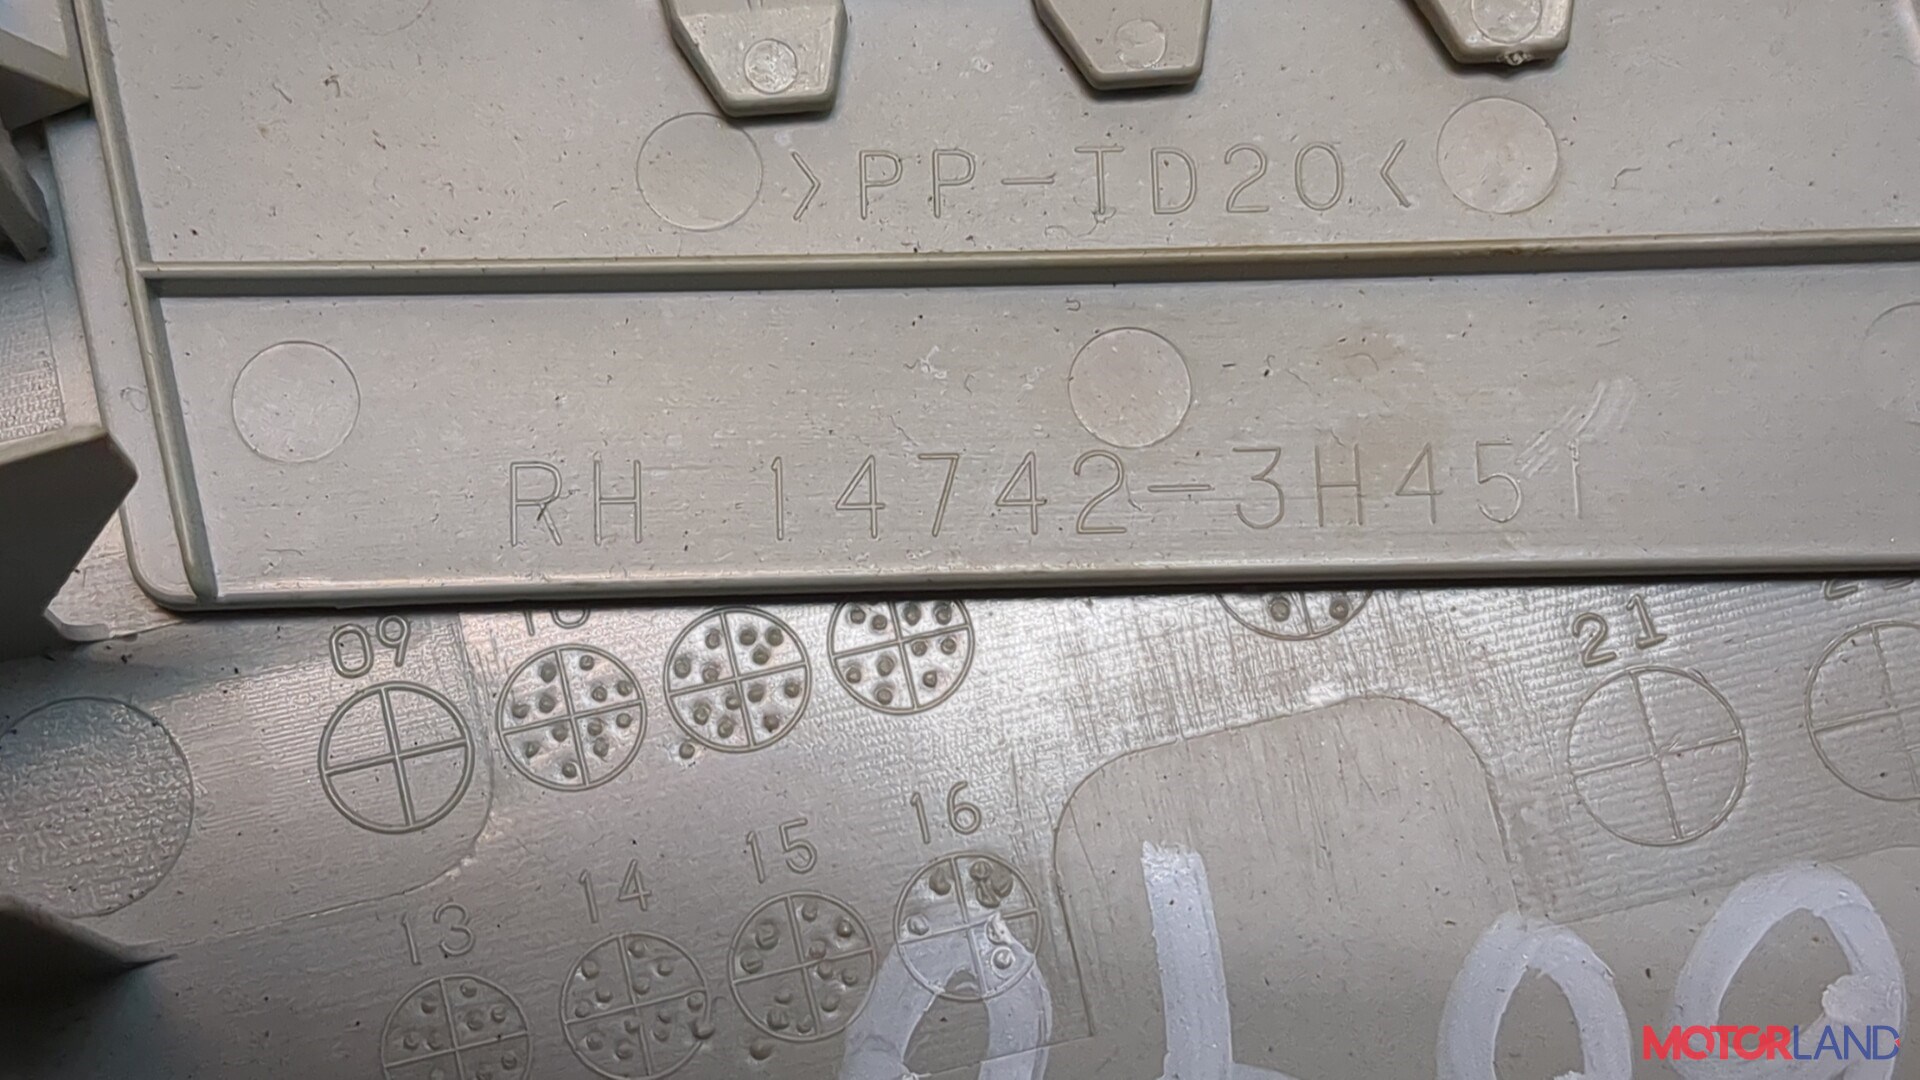 >PP-TD20<
RH 14742-3H451
09
21
16
15
14
13
MOTORLAND